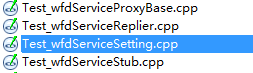 Test_wfdServiceProxyBase.cpp
Test_wfdServiceReplier.cpp
Test_wfdServiceSetting.cpp
Test_wfdServiceStub.cpp